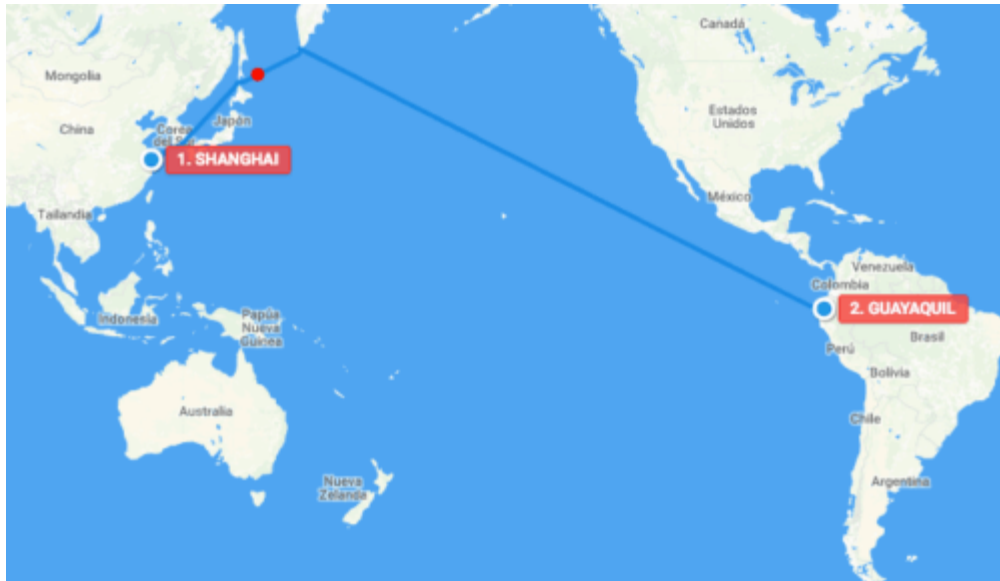 Canadá
Mongolia
Estados
Unidos
China
Corea
del Sur
Japón
1. SHANGHAI
México
Tailandia
Venezuela
Colombia
2. GUAYAQUIL
Indonesia
Papúa
Nueva
Guinea
Brasil
Perú
Bolivia
Australia
Chile
Nueva
Zelanda
Argentina